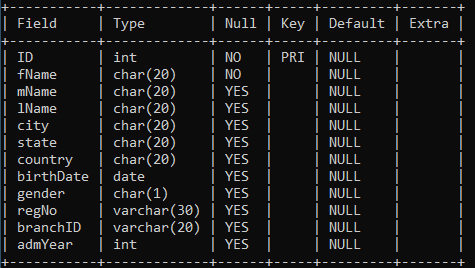 Field | Type | Null | Key | Default | Extra
ID | int | NO | PRI | NULL | |
fName | char(20) | NO | | NULL | |
mName | char(20) | YES | | NULL | |
lName | char(20) | YES | | NULL | |
city | char(20) | YES | | NULL | |
state | char(20) | YES | | NULL | |
country | char(20) | YES | | NULL | |
birthDate | date | YES | | NULL | |
gender | char(1) | YES | | NULL | |
regNo | varchar(30) | YES | | NULL | |
branchID | varchar(20) | YES | | NULL | |
admYear | int | YES | | NULL | |